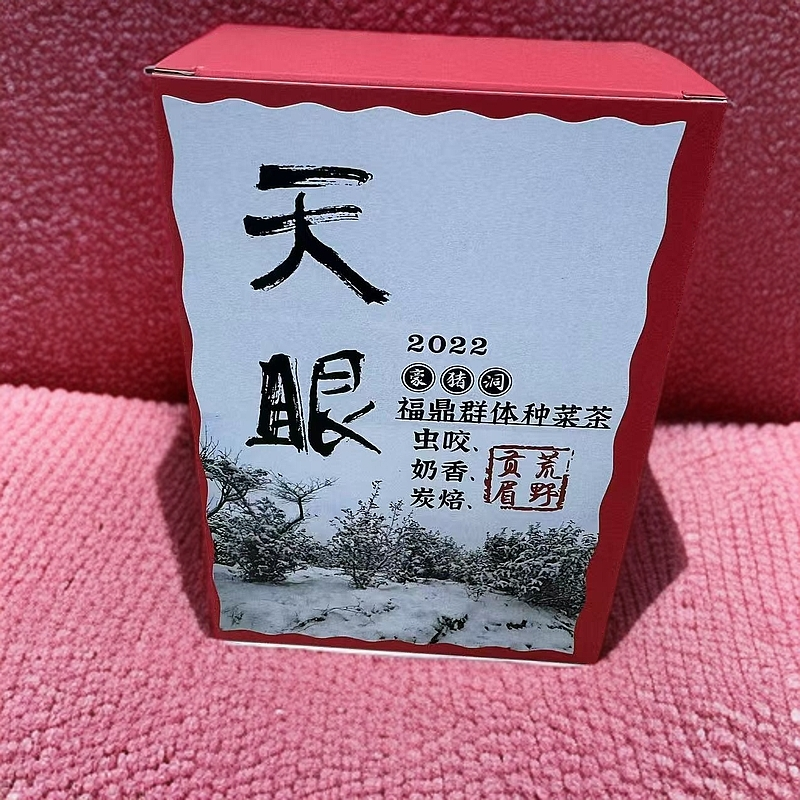 天眼
2022
豪猪洞
福鼎群体种菜茶
虫咬、
奶香、
炭焙、
荒野
贡眉